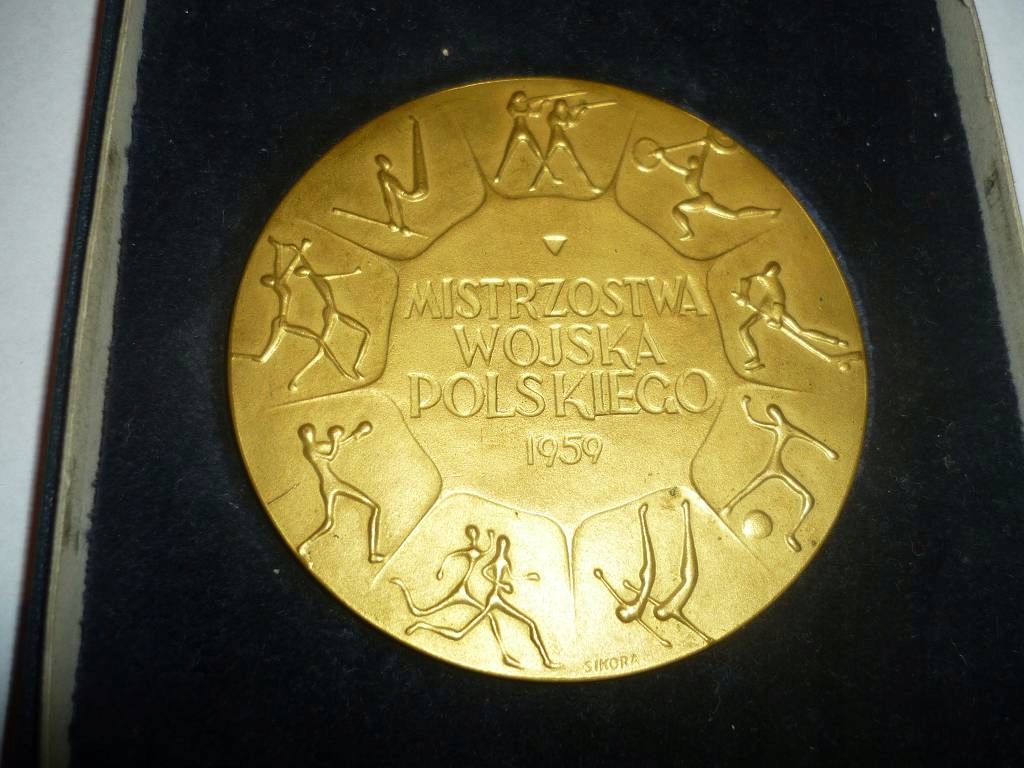 MISTRZOSTWA
WOJSKA
POLSKIEGO
1959
SIKORA